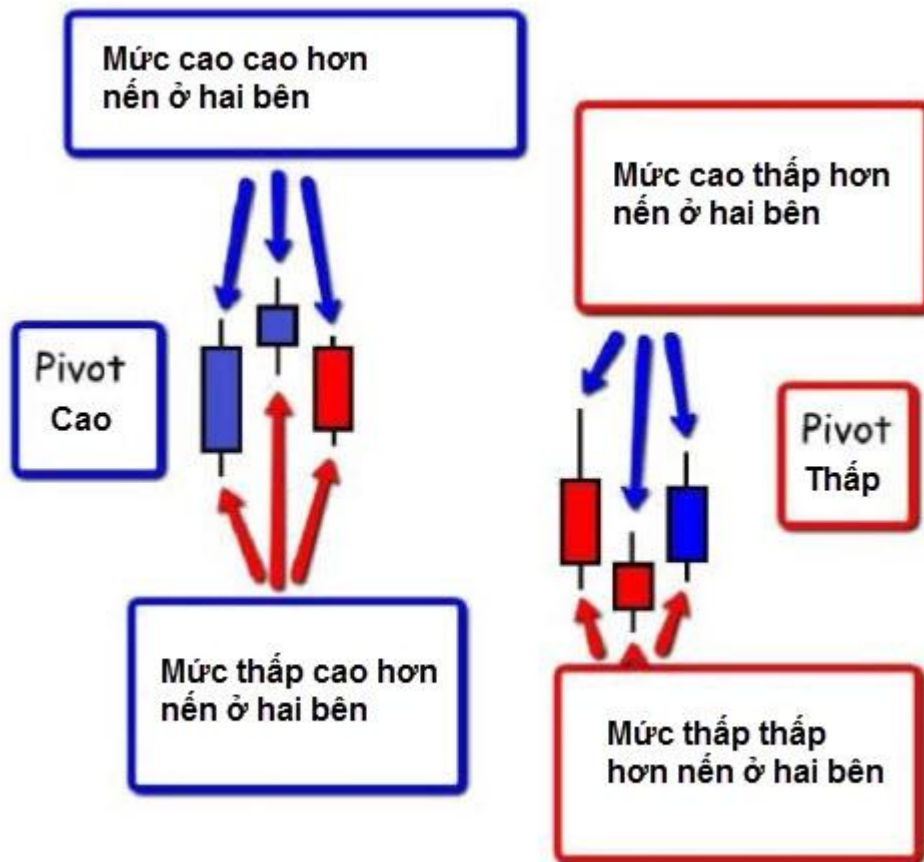 Mức cao cao hơn
nến ở hai bên
Mức cao thấp hơn
nến ở hai bên
Pivot
Cao
Pivot
Thấp
Mức thấp cao hơn
nến ở hai bên
Mức thấp thấp
hơn nến ở hai bên